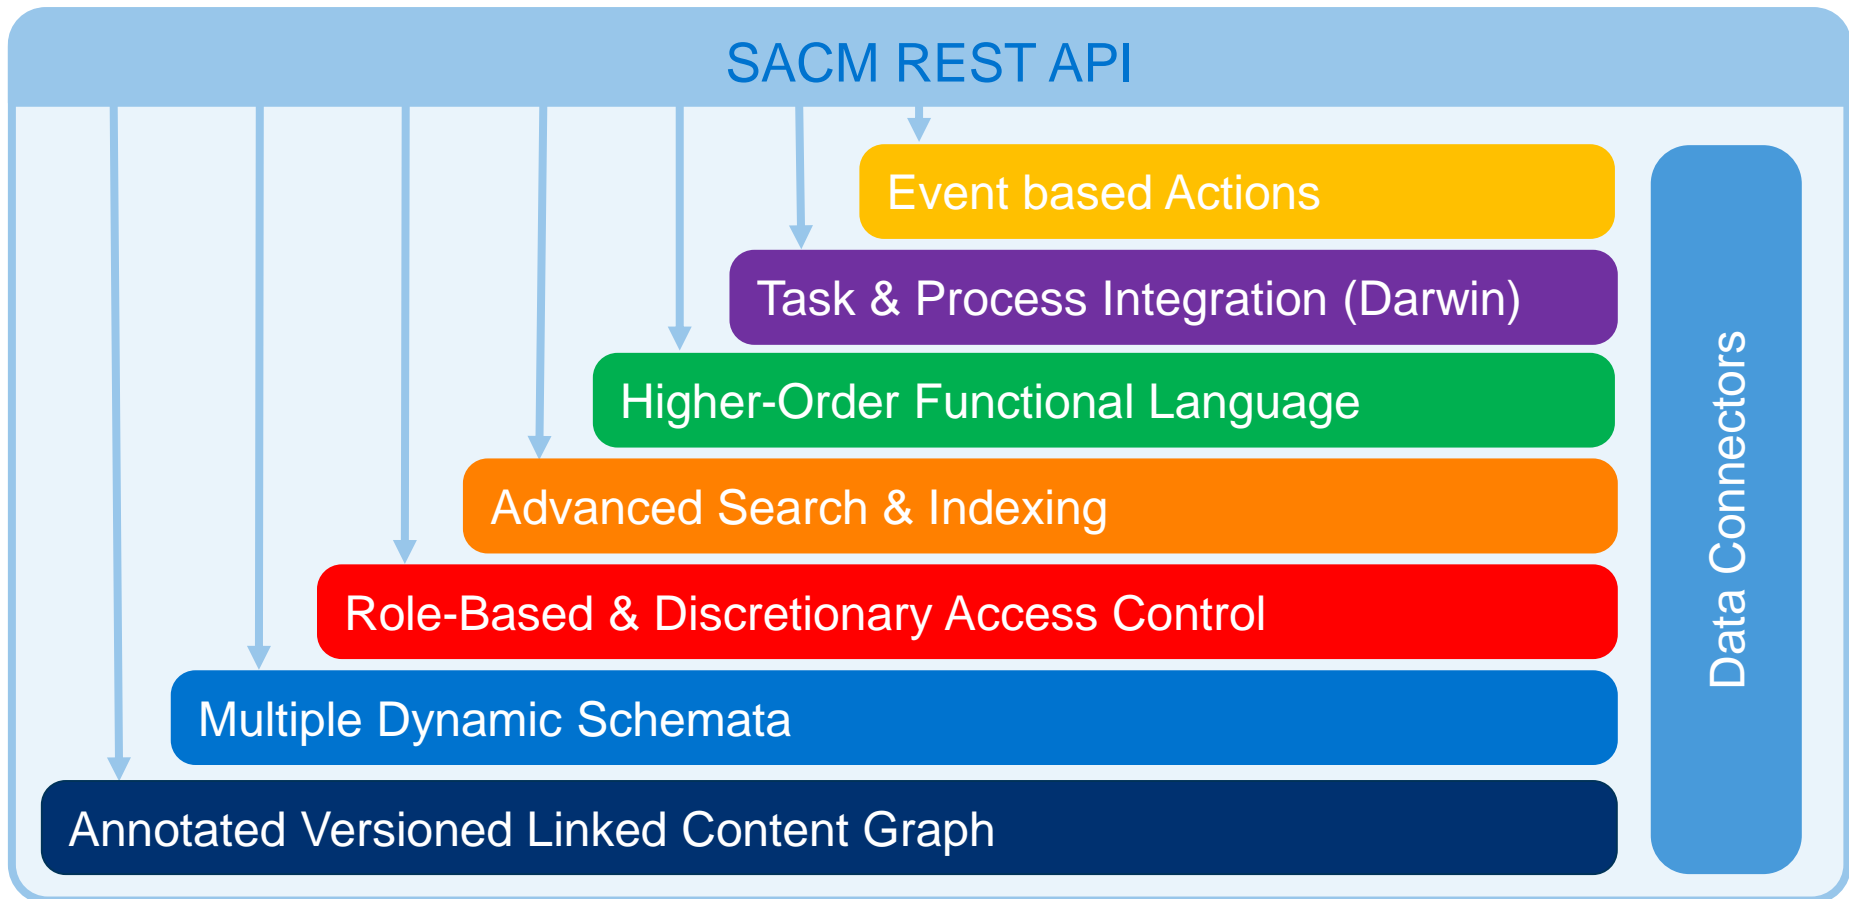 SACM REST API
Event based Actions
Task & Process Integration (Darwin)
Higher-Order Functional Language
Advanced Search & Indexing
Role-Based & Discretionary Access Control
Multiple Dynamic Schemata
Annotated Versioned Linked Content Graph
Data Connectors